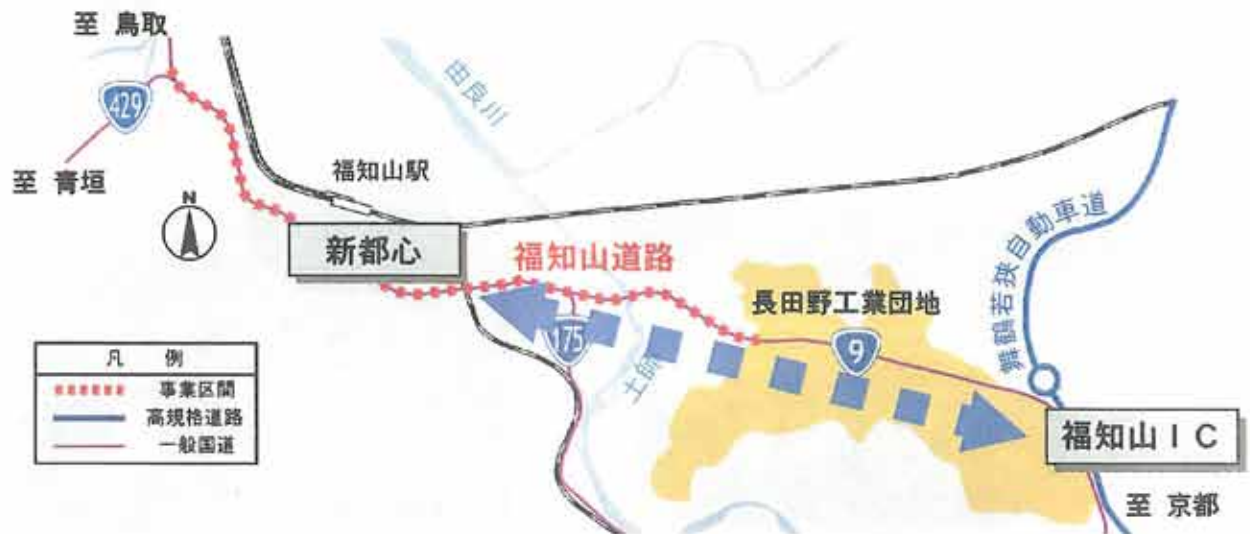 至 鳥取
429
至 青垣
N
福知山駅
由良川
新都心
福知山道路
長田野工業団地
舞鶴若狭自動車道
175
9
土師
凡 例
事業区間
高規格道路
一般国道
福知山IC
至 京都